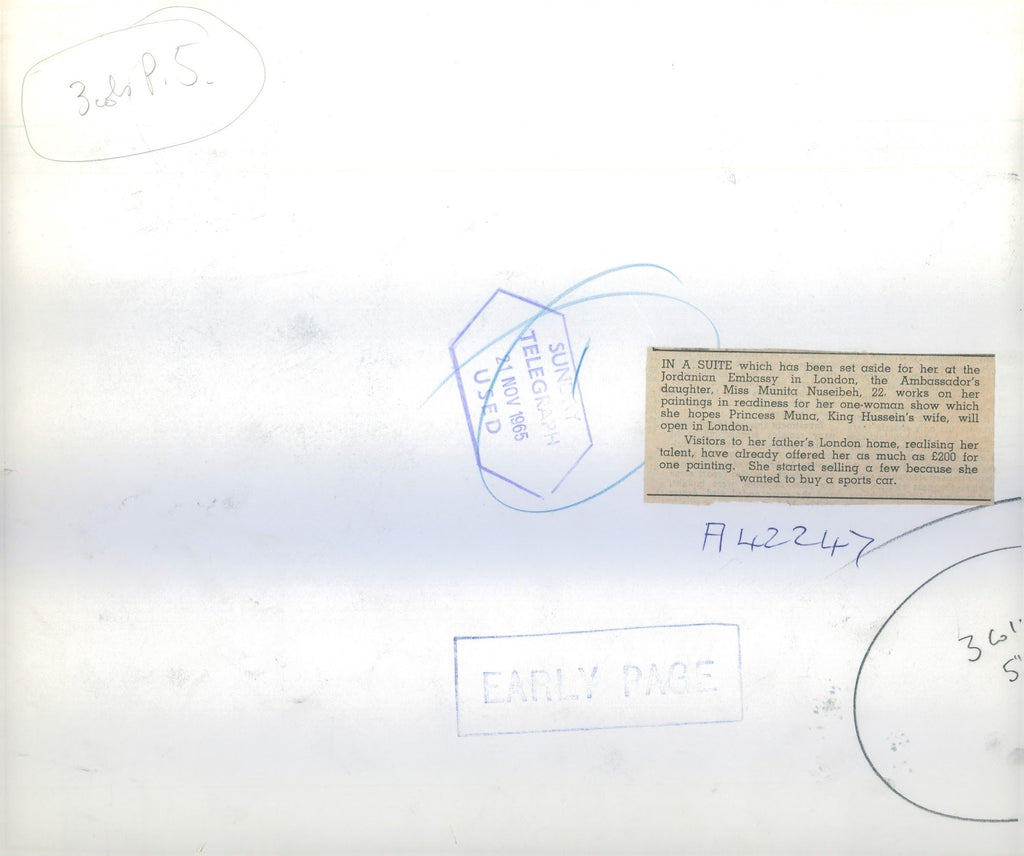 3 cols P. 5.
SUNDAY
TELEGRAPH
21 NOV 1965
USED
IN A SUITE which has been set aside for her at the
Jordanian Embassy in London, the Ambassador's
daughter, Miss Munita Nuseibeh, 22, works on her
paintings in readiness for her one-woman show which
she hopes Princess Muna, King Hussein's wife, will
open in London.
Visitors to her father's London home, realising her
talent, have already offered her as much as £200 for
one painting. She started selling a few because she
wanted to buy a sports car.
A42247
EARLY PAGE
5"